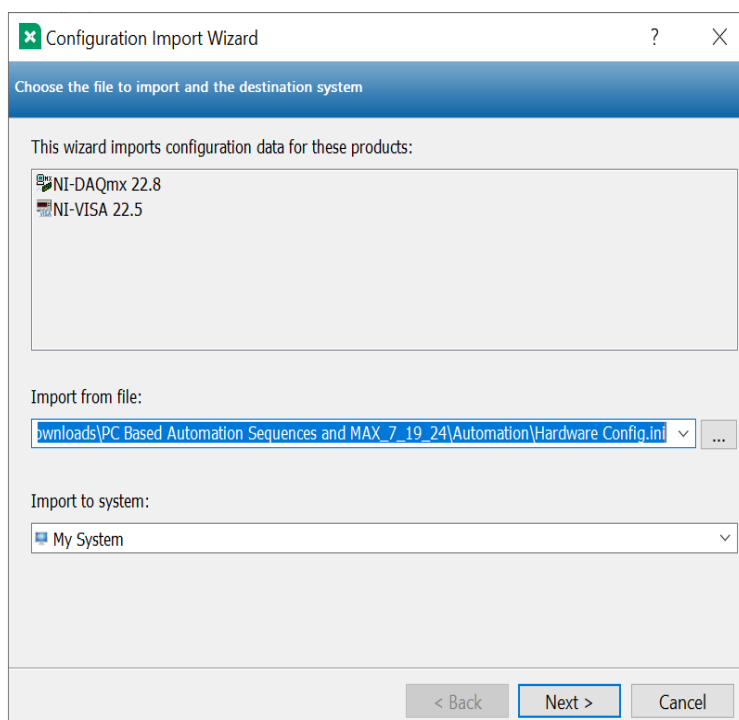 Configuration Import Wizard
?
Choose the file to import and the destination system
This wizard imports configuration data for these products:
NI-DAQmx 22.8
NI-VISA 22.5
Import from file:
ownloads\PC Based Automation Sequences and MAX_7_19_24\Automation\Hardware Config.ini
...
Import to system:
My System
< Back Next > Cancel